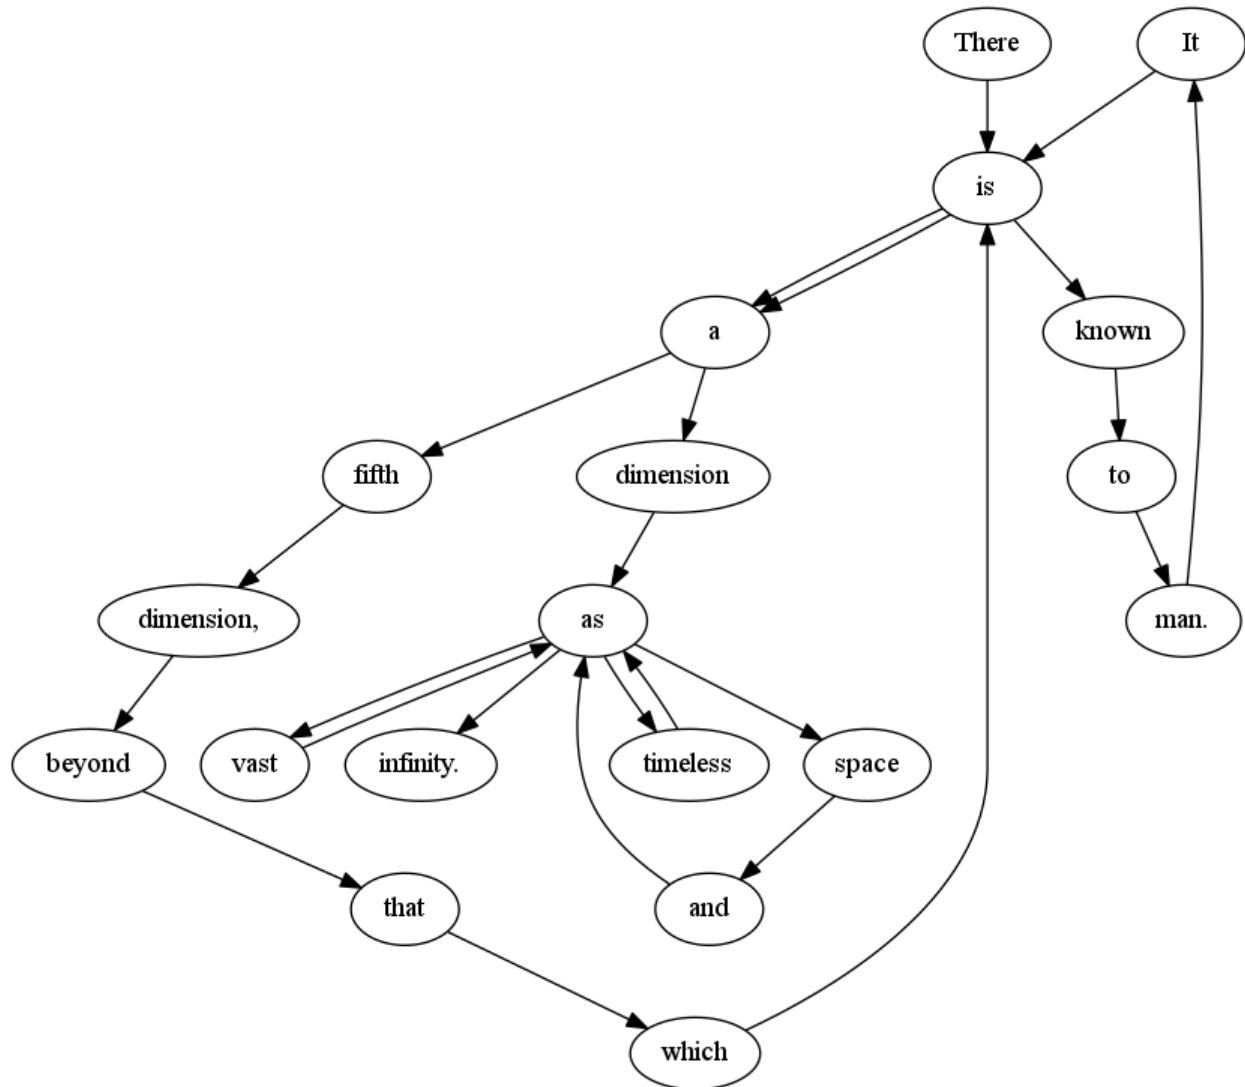 There
It
is
a
known
fifth
dimension
to
dimension,
as
man.
beyond
vast
infinity.
timeless
space
that
and
which